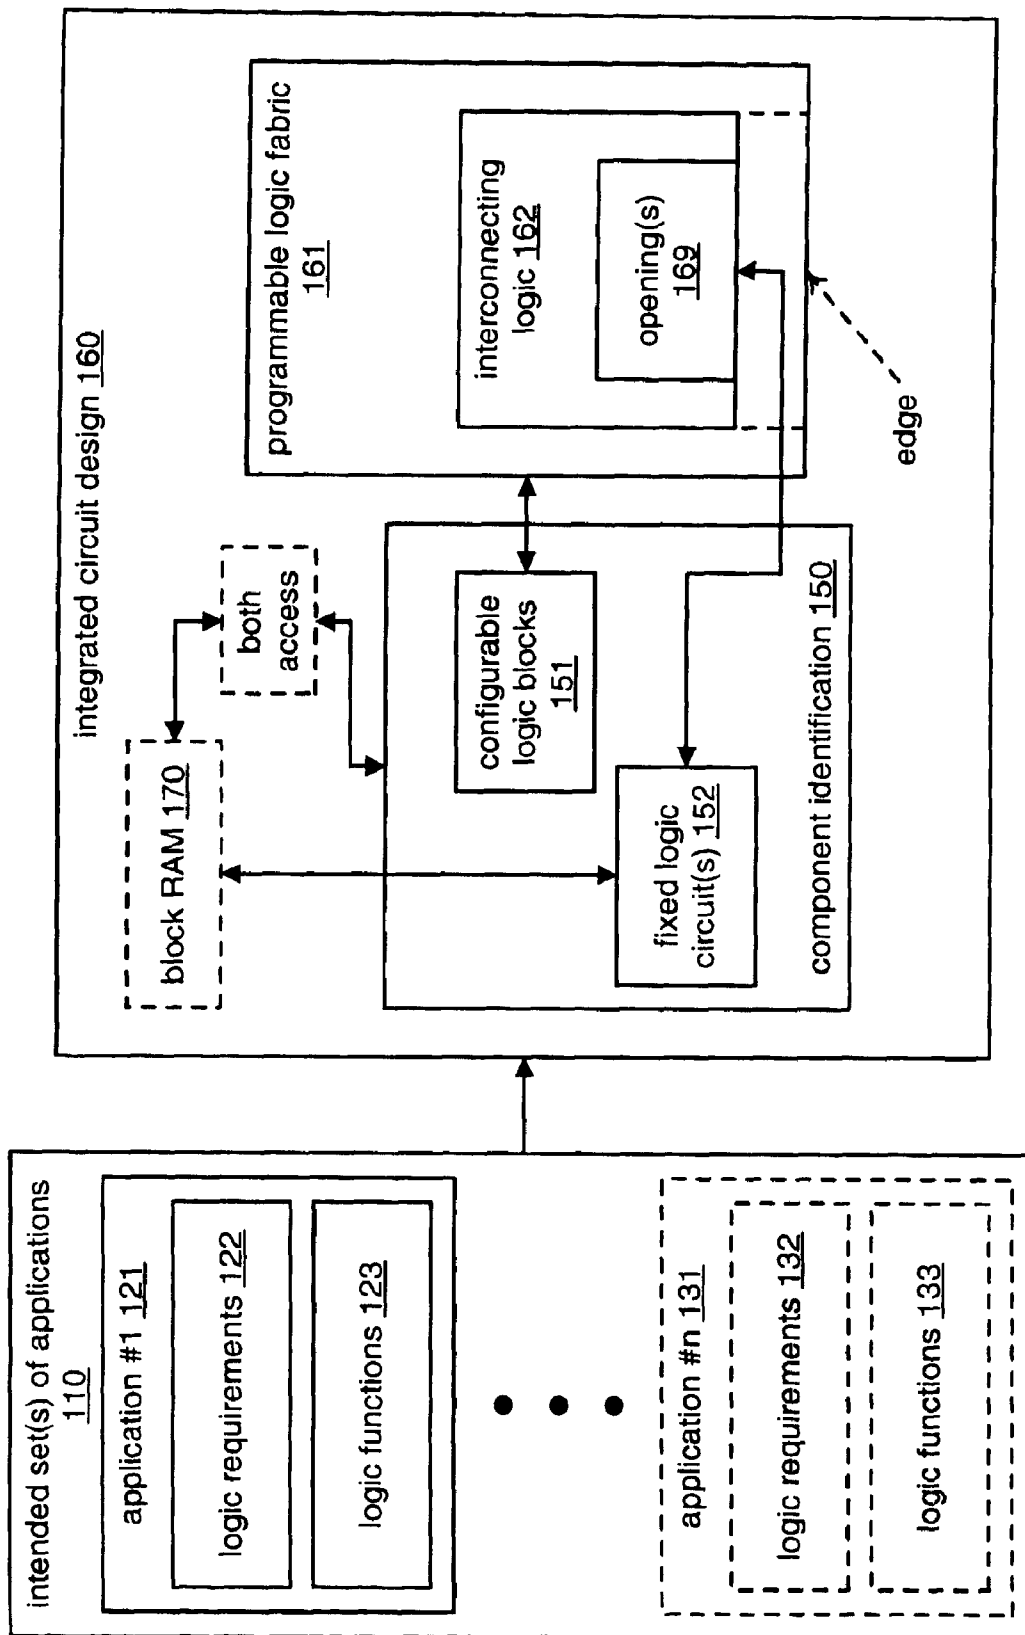 intended set(s) of applications
110
application #1 121
logic requirements 122
logic functions 123
application #n 131
logic requirements 132
logic functions 133
integrated circuit design 160
block RAM 170
both
access
programmable logic fabric
161
interconnecting
logic 162
opening(s)
169
edge
configurable
logic blocks
151
fixed logic
circuit(s) 152
component identification 150